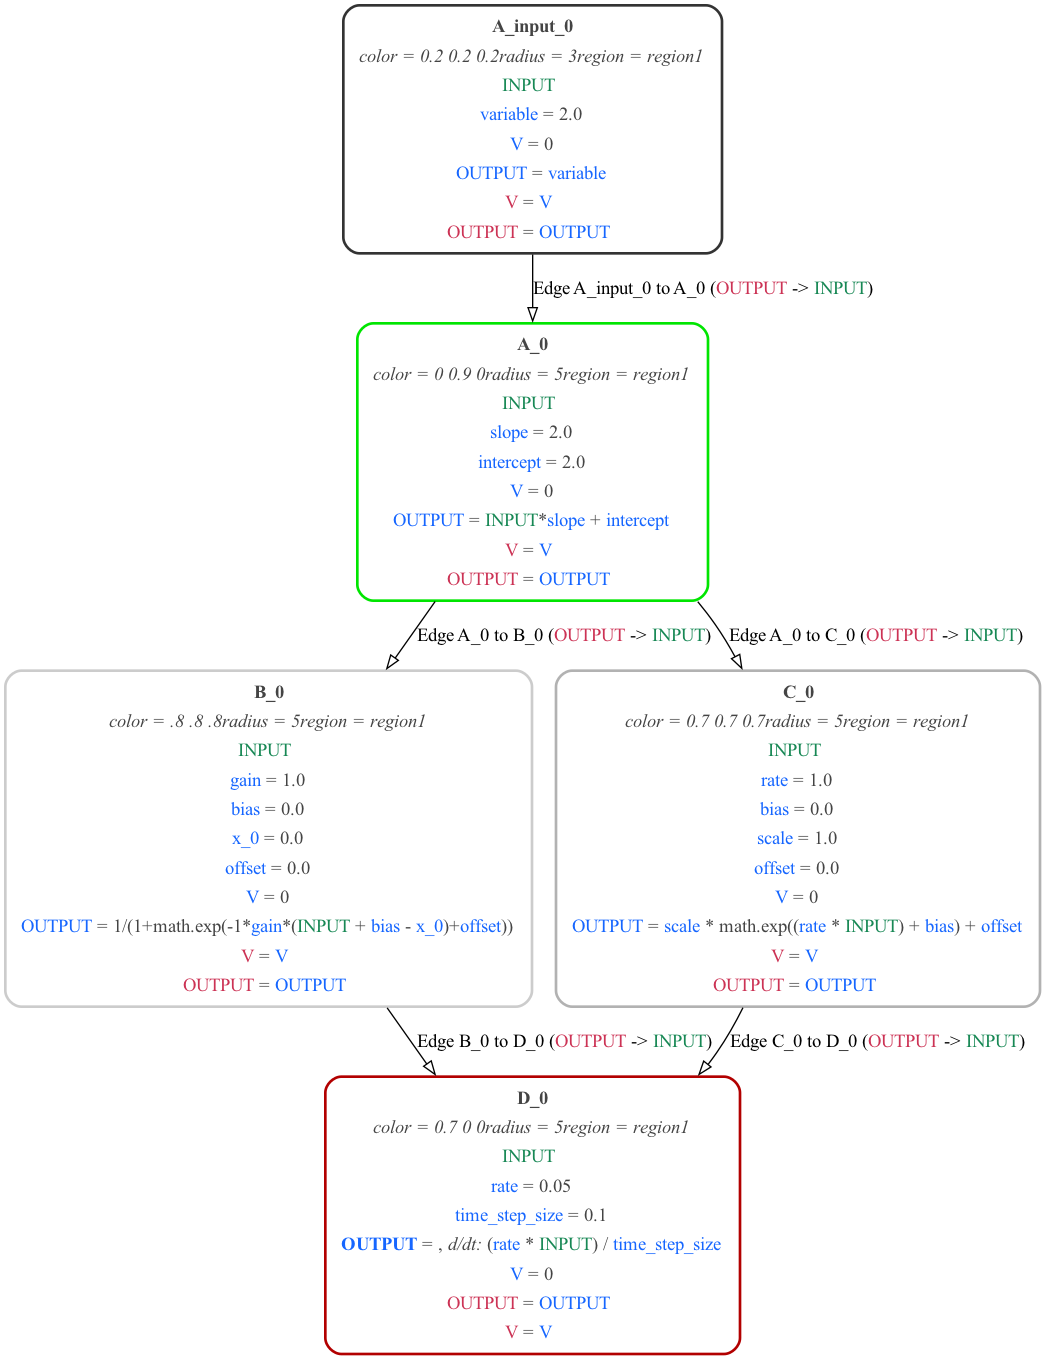 A_input_0
color = 0.2 0.2 0.2radius = 3region = region1
INPUT
variable = 2.0
V = 0
OUTPUT = variable
V = V
OUTPUT = OUTPUT
Edge A_input_0 to A_0 (OUTPUT -> INPUT)
A_0
color = 0 0.9 0radius = 5region = region1
INPUT
slope = 2.0
intercept = 2.0
V = 0
OUTPUT = INPUT*slope + intercept
V = V
OUTPUT = OUTPUT
Edge A_0 to B_0 (OUTPUT -> INPUT)
Edge A_0 to C_0 (OUTPUT -> INPUT)
B_0
color = .8 .8 .8radius = 5region = region1
INPUT
gain = 1.0
bias = 0.0
x_0 = 0.0
offset = 0.0
V = 0
OUTPUT = 1/(1+math.exp(-1*gain*(INPUT + bias - x_0)+offset))
V = V
OUTPUT = OUTPUT
C_0
color = 0.7 0.7 0.7radius = 5region = region1
INPUT
rate = 1.0
bias = 0.0
scale = 1.0
offset = 0.0
V = 0
OUTPUT = scale * math.exp((rate * INPUT) + bias) + offset
V = V
OUTPUT = OUTPUT
Edge B_0 to D_0 (OUTPUT -> INPUT)
Edge C_0 to D_0 (OUTPUT -> INPUT)
D_0
color = 0.7 0 0radius = 5region = region1
INPUT
rate = 0.05
time_step_size = 0.1
OUTPUT = , d/dt: (rate * INPUT) / time_step_size
V = 0
OUTPUT = OUTPUT
V = V